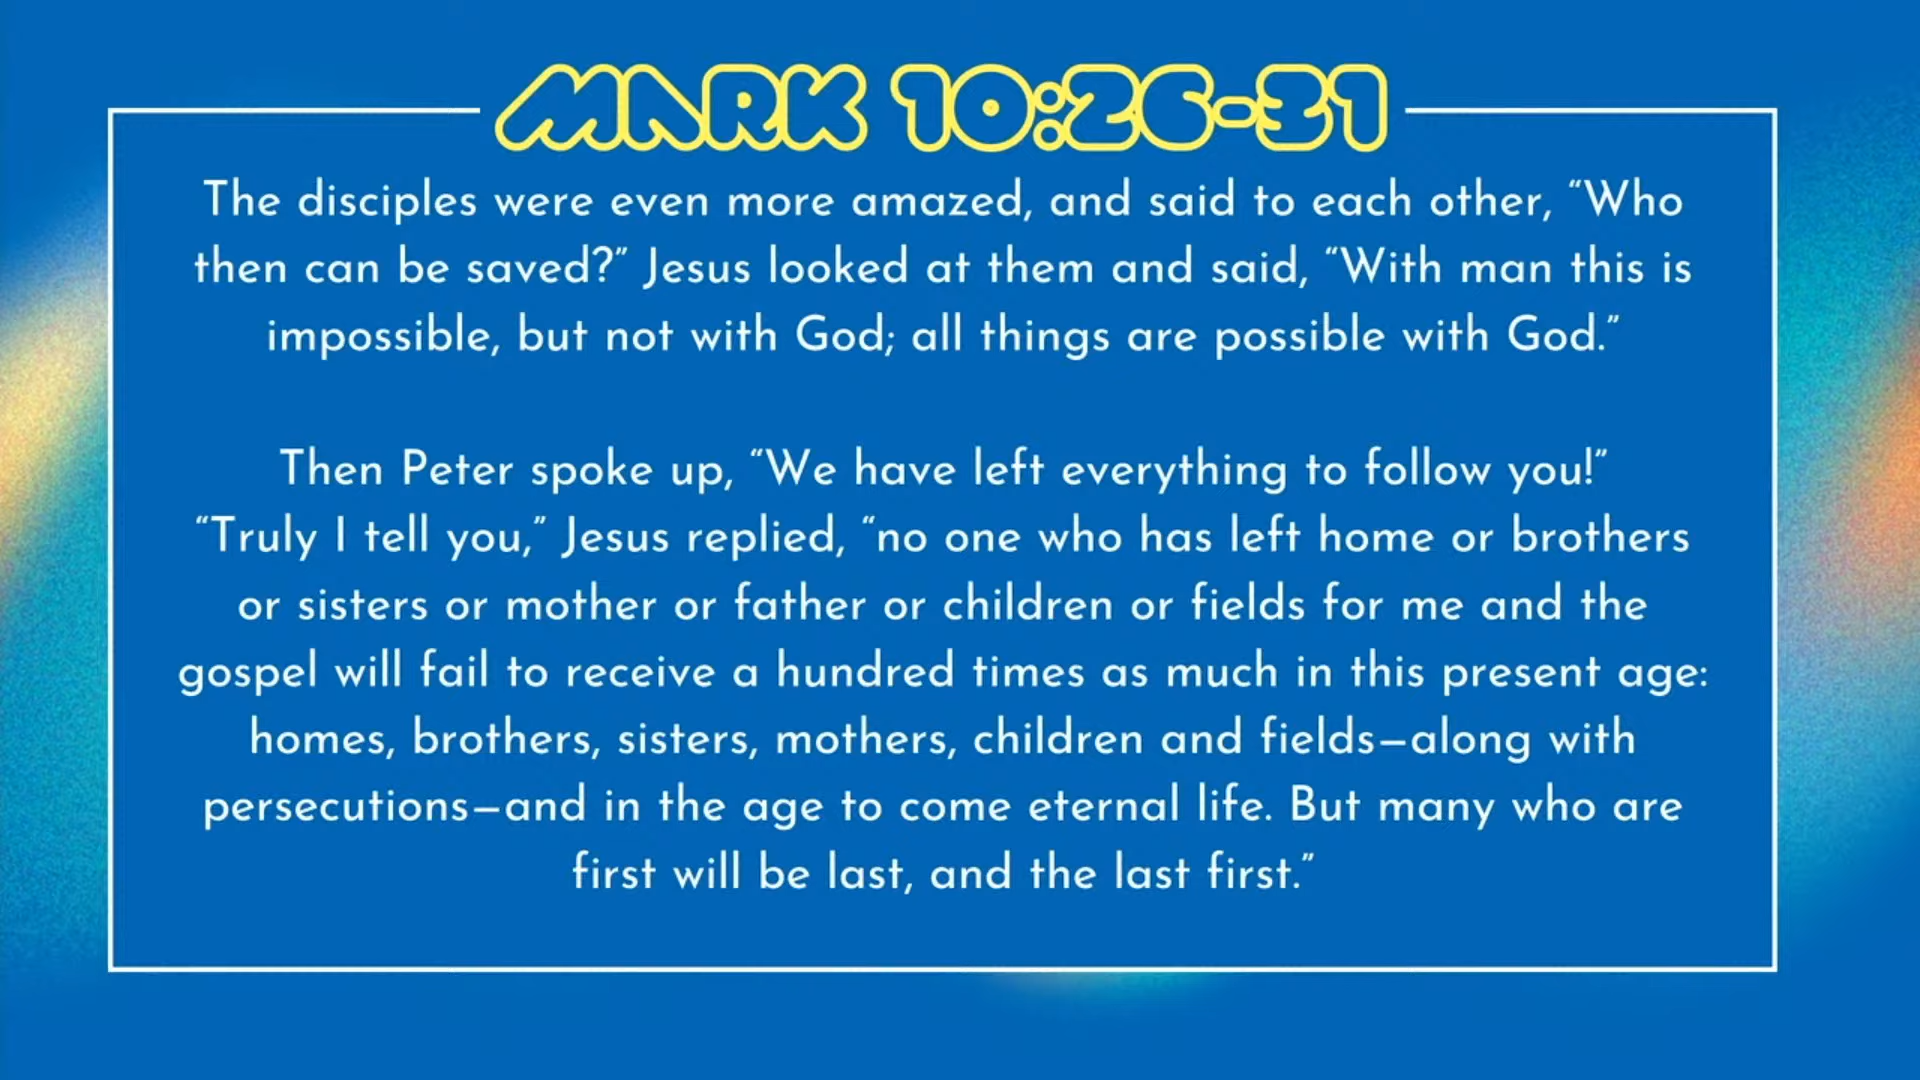 MARK 10:26-31
The disciples were even more amazed, and said to each other, “Who
then can be saved?” Jesus looked at them and said, “With man this is
impossible, but not with God; all things are possible with God.”
Then Peter spoke up, “We have left everything to follow you!”
“Truly I tell you,” Jesus replied, “no one who has left home or brothers
or sisters or mother or father or children or fields for me and the
gospel will fail to receive a hundred times as much in this present age:
homes, brothers, sisters, mothers, children and fields—along with
persecutions—and in the age to come eternal life. But many who are
first will be last, and the last first.”